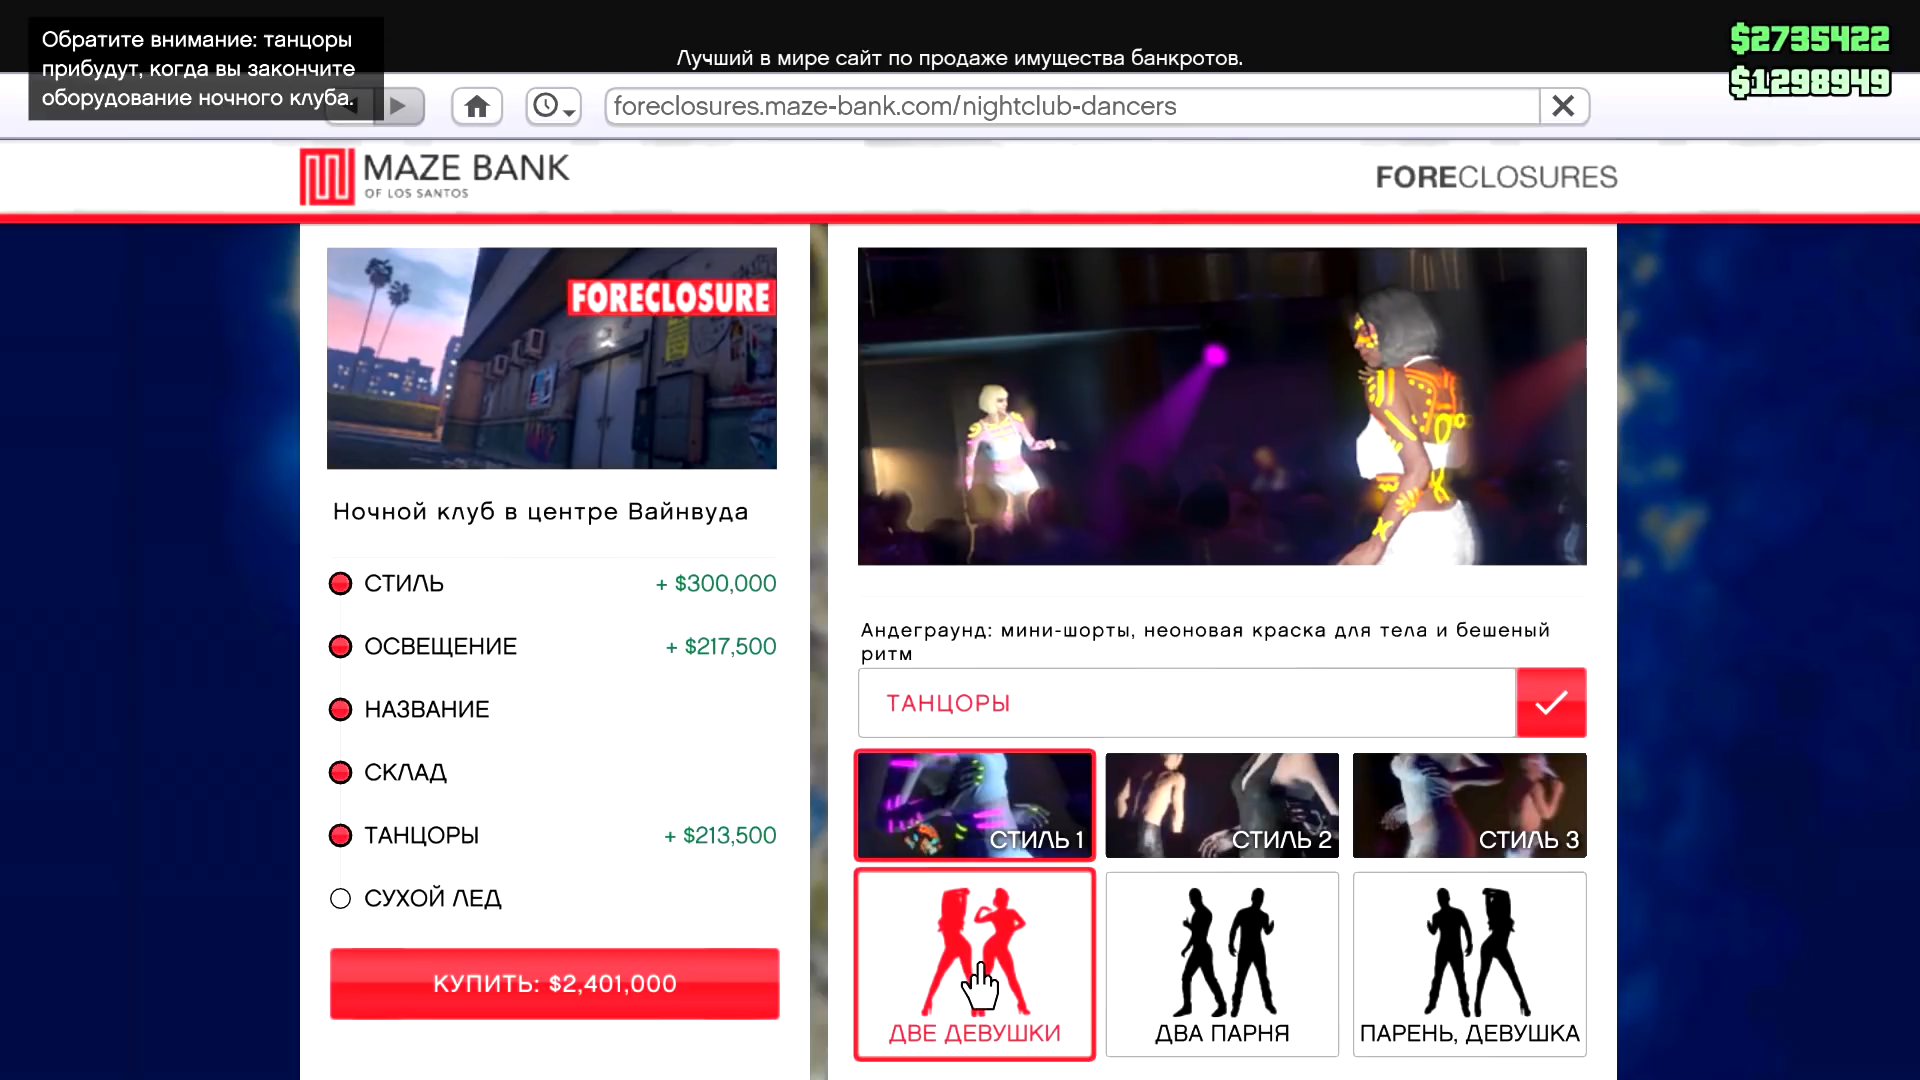 Обратите внимание: танцоры
прибудут, когда вы закончите
оборудование ночного клуба.
Лучший в мире сайт по продаже имущества банкротов.
$2735422
$1298949
foreclosures.maze-bank.com/nightclub-dancers
MAZE BANK
OF LOS SANTOS
FORECLOSURES
FORECLOSURE
Ночной клуб в центре Вайнвуда
СТИЛЬ + $300,000
ОСВЕЩЕНИЕ + $217,500
НАЗВАНИЕ
СКЛАД
ТАНЦОРЫ + $213,500
СУХОЙ ЛЕД
КУПИТЬ: $2,401,000
Андеграунд: мини-шорты, неоновая краска для тела и бешеный
ритм
ТАНЦОРЫ
СТИЛЬ 1
СТИЛЬ 2
СТИЛЬ 3
ДВЕ ДЕВУШКИ
ДВА ПАРНЯ
ПАРЕНЬ, ДЕВУШКА